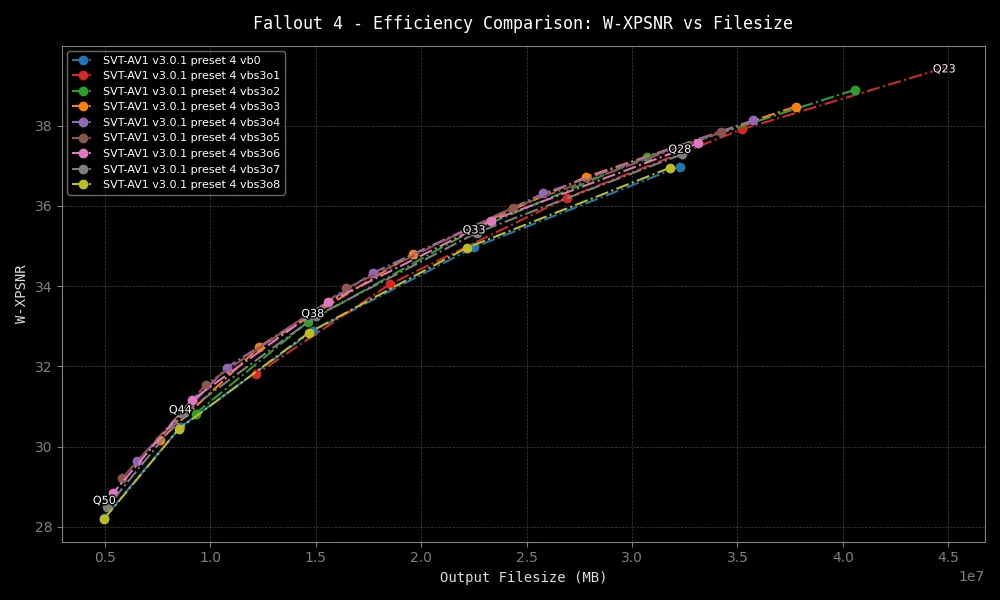 Fallout 4 - Efficiency Comparison: W-XPSNR vs Filesize
SVT-AV1 v3.0.1 preset 4 vb0
SVT-AV1 v3.0.1 preset 4 vbs3o1
SVT-AV1 v3.0.1 preset 4 vbs3o2
SVT-AV1 v3.0.1 preset 4 vbs3o3
SVT-AV1 v3.0.1 preset 4 vbs3o4
SVT-AV1 v3.0.1 preset 4 vbs3o5
SVT-AV1 v3.0.1 preset 4 vbs3o6
SVT-AV1 v3.0.1 preset 4 vbs3o7
SVT-AV1 v3.0.1 preset 4 vbs3o8
Q23
Q28
Q33
Q38
Q44
Q50
38
36
34
32
30
28
W-XPSNR
0.5 1.0 1.5 2.0 2.5 3.0 3.5 4.0 4.5
1e7
Output Filesize (MB)